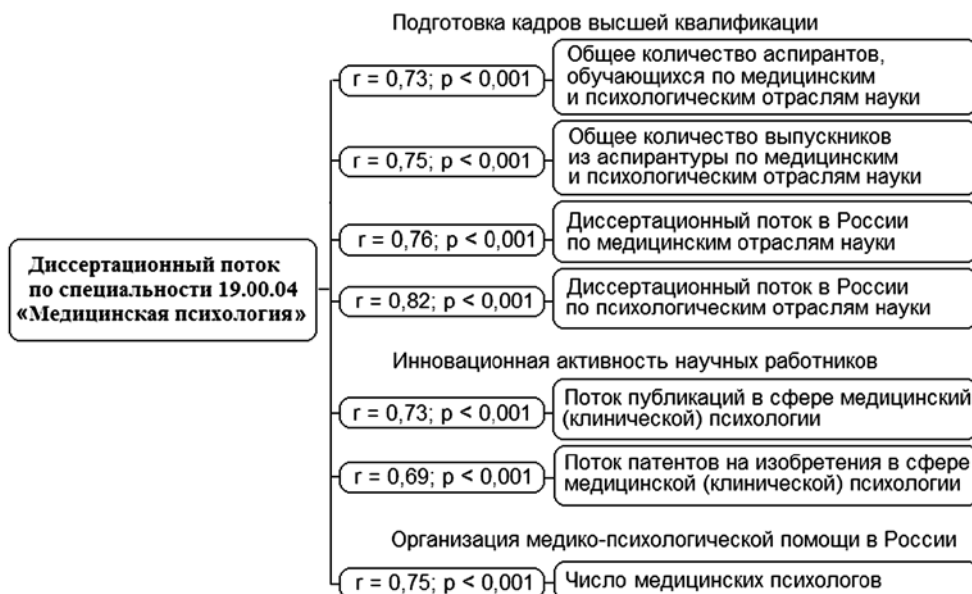 Подготовка кадров высшей квалификации
r = 0,73; p < 0,001
Общее количество аспирантов,
обучающихся по медицинским
и психологическим отраслям науки
r = 0,75; p < 0,001
Общее количество выпускников
из аспирантуры по медицинским
и психологическим отраслям науки
r = 0,76; p < 0,001
Диссертационный поток в России
по медицинским отраслям науки
Диссертационный поток
по специальности 19.00.04
«Медицинская психология»
r = 0,82; p < 0,001
Диссертационный поток в России
по психологическим отраслям науки
Инновационная активность научных работников
r = 0,73; p < 0,001
Поток публикаций в сфере медицинский
(клинической) психологии
r = 0,69; p < 0,001
Поток патентов на изобретения в сфере
медицинской (клинической) психологии
Организация медико-психологической помощи в России
r = 0,75; p < 0,001
Число медицинских психологов